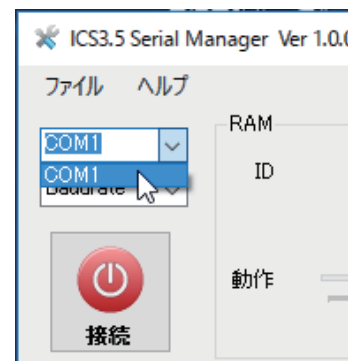 ICS3.5 Serial Manager Ver 1.0.
ファイル ヘルプ
RAM
COM1
ID
COM1
Baudrate
動作
接続